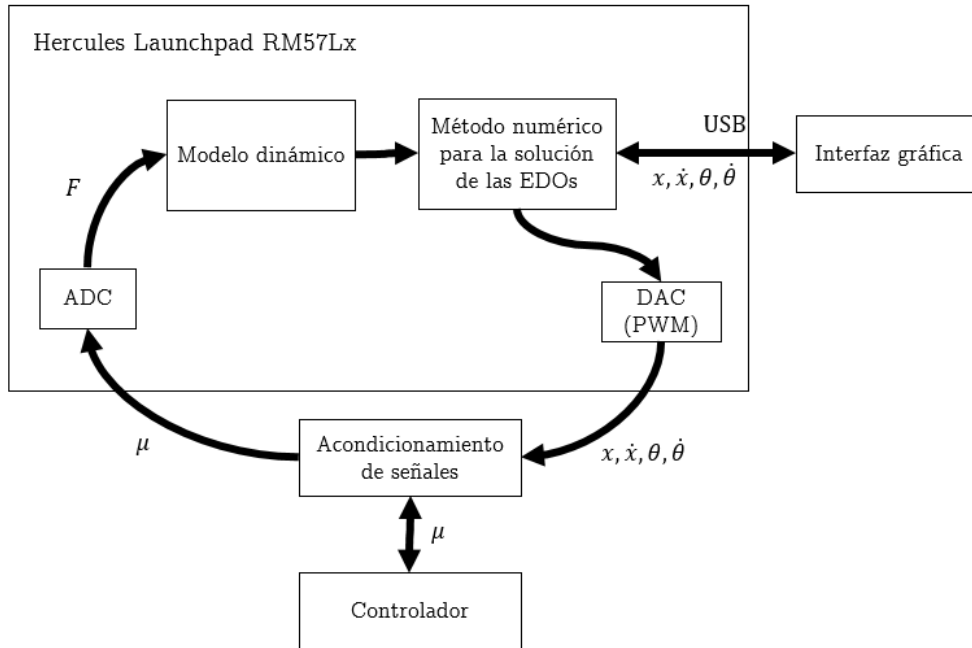 Hercules Launchpad RM57Lx
Modelo dinámico
Método numérico
para la solución
de las EDOs
USB
x, ẋ, θ, θ̇
Interfaz gráfica
F
ADC
DAC
(PWM)
μ
Acondicionamiento
de señales
x, ẋ, θ, θ̇
μ
Controlador